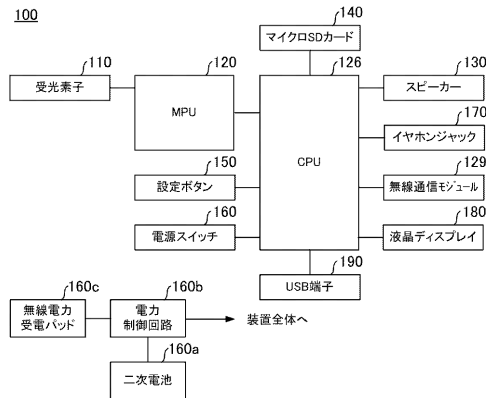 100
140
マイクロSDカード
110
受光素子
120
MPU
126
CPU
130
スピーカー
170
イヤホンジャック
150
設定ボタン
129
無線通信モジュール
160
電源スイッチ
180
液晶ディスプレイ
190
USB端子
160c
無線電力
受電パッド
160b
電力
制御回路
装置全体へ
160a
二次電池